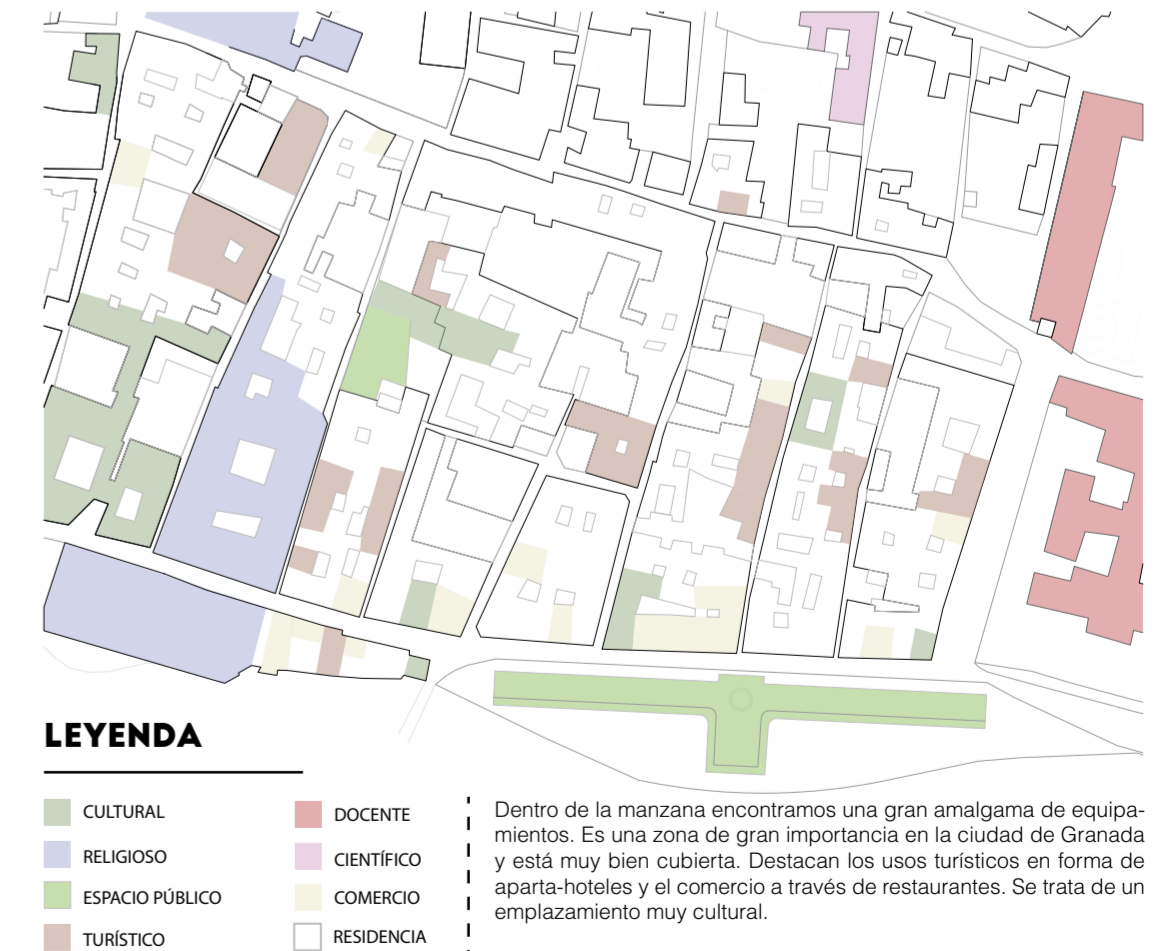 LEYENDA
CULTURAL
RELIGIOSO
ESPACIO PÚBLICO
TURÍSTICO
DOCENTE
CIENTÍFICO
COMERCIO
RESIDENCIA
Dentro de la manzana encontramos una gran amalgama de equipa-
mientos. Es una zona de gran importancia en la ciudad de Granada
y está muy bien cubierta. Destacan los usos turísticos en forma de
aparta-hoteles y el comercio a través de restaurantes. Se trata de un
emplazamiento muy cultural.